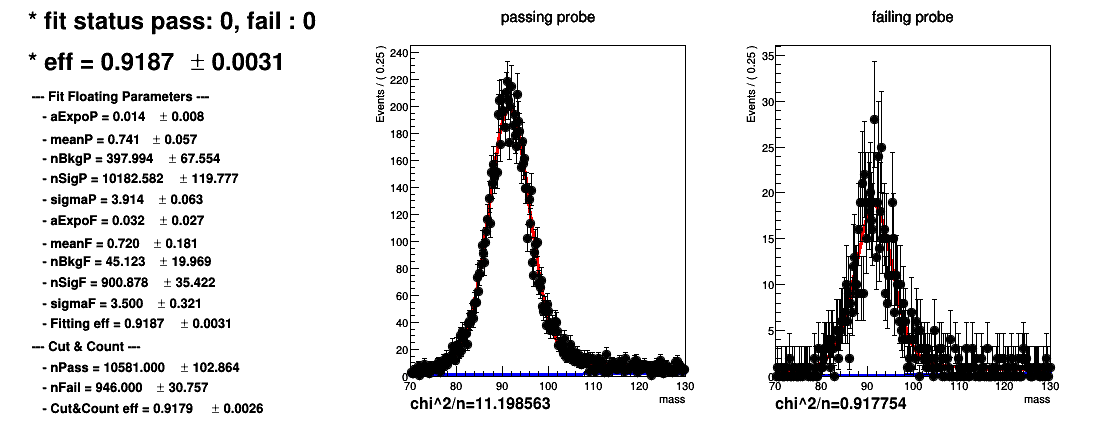 * fit status pass: 0, fail : 0
* eff = 0.9187 ± 0.0031
--- Fit Floating Parameters ---
- aExpoP = 0.014 ± 0.008
- meanP = 0.741 ± 0.057
- nBkgP = 397.994 ± 67.554
- nSigP = 10182.582 ± 119.777
- sigmaP = 3.914 ± 0.063
- aExpoF = 0.032 ± 0.027
- meanF = 0.720 ± 0.181
- nBkgF = 45.123 ± 19.969
- nSigF = 900.878 ± 35.422
- sigmaF = 3.500 ± 0.321
- Fitting eff = 0.9187 ± 0.0031
--- Cut & Count ---
- nPass = 10581.000 ± 102.864
- nFail = 946.000 ± 30.757
- Cut&Count eff = 0.9179 ± 0.0026
passing probe
Events / ( 0.25 )
240
220
200
180
160
140
120
100
80
60
40
20
0
70 80 90 100 110 120 130
mass
chi^2/n=11.198563
failing probe
Events / ( 0.25 )
35
30
25
20
15
10
5
0
70 80 90 100 110 120 130
mass
chi^2/n=0.917754